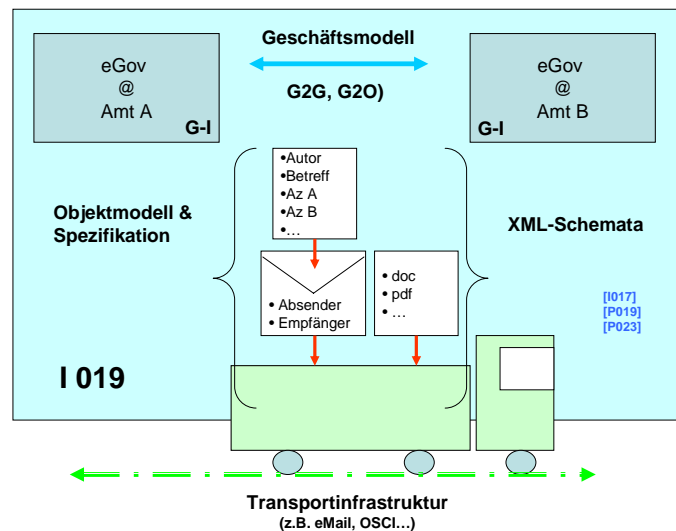 Geschäftsmodell
G2G, G2O)
eGov
@
Amt A
G-I
eGov
@
Amt B
G-I
•Autor
•Betreff
•Az A
•Az B
•…
Objektmodell &
Spezifikation
XML-Schemata
• Absender
• Empfänger
• doc
• pdf
• …
[I017]
[P019]
[P023]
I 019
Transportinfrastruktur
(z.B. eMail, OSCI…)